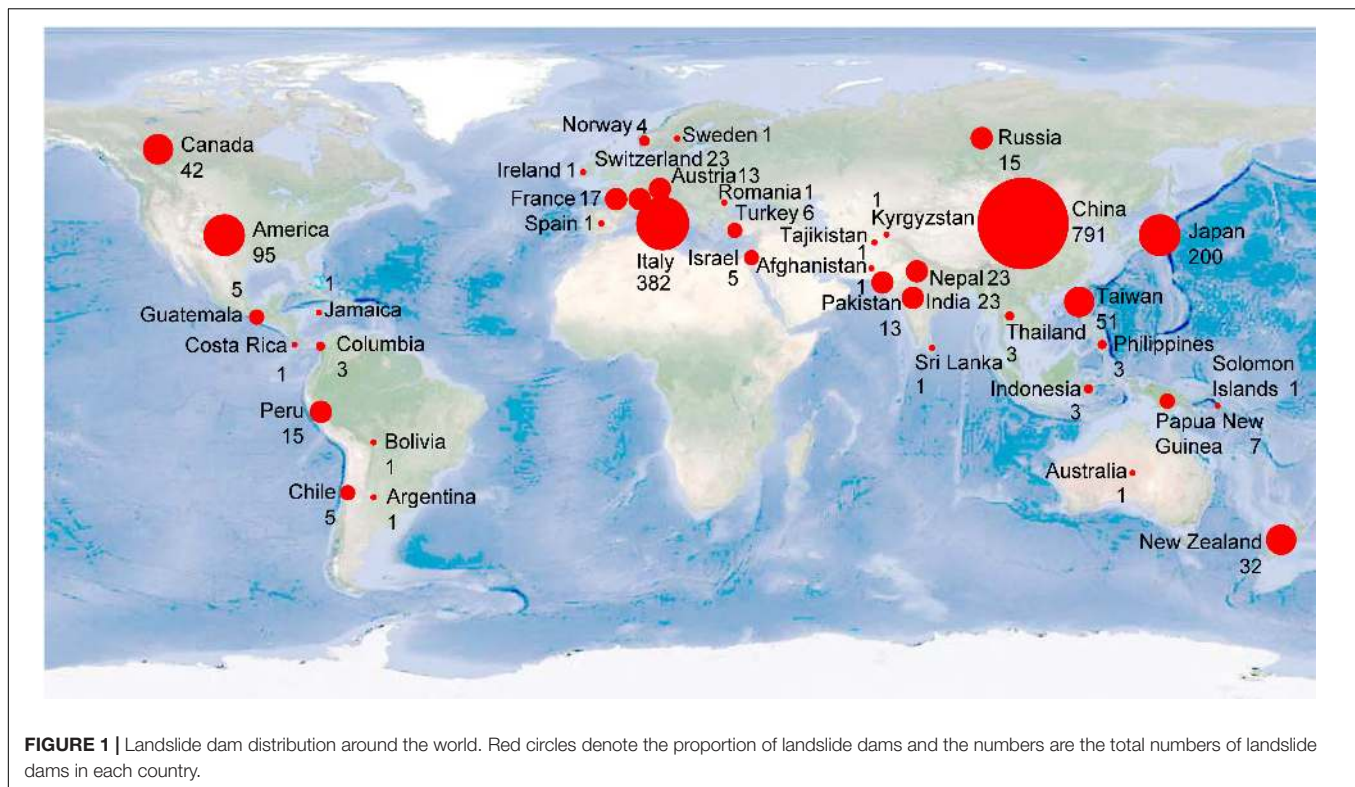 Canada
42
America
95
5
Guatemala
1
Jamaica
Costa Rica
1
Columbia
3
Peru
15
Bolivia
1
Chile
5
Argentina
1
Norway 4
Sweden 1
Ireland 1
Switzerland 23
Austria 13
France 17
Romania 1
Spain 1
Turkey 6
Italy
382
Israel
5
1
Kyrgyzstan
Tajikistan
1
Afghanistan
1
Pakistan
13
Nepal 23
India 23
Sri Lanka
1
Russia
15
China
791
Japan
200
Taiwan
51
Thailand
3
Philippines
3
Indonesia
3
Solomon
Islands 1
Papua New
Guinea 7
Australia
1
New Zealand
32
FIGURE 1 | Landslide dam distribution around the world. Red circles denote the proportion of landslide dams and the numbers are the total numbers of landslide
dams in each country.